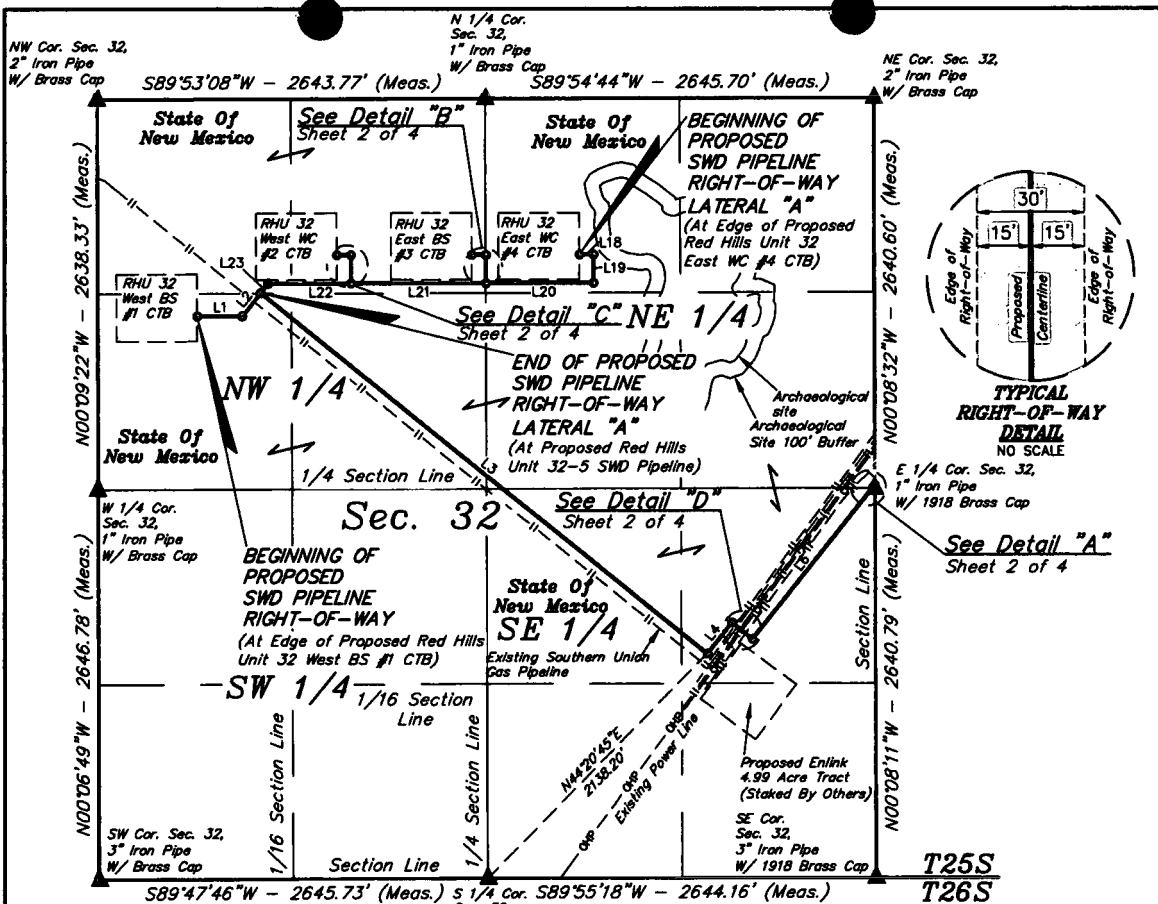 NW Cor. Sec. 32,
2" Iron Pipe
W/ Brass Cap
N 1/4 Cor.
Sec. 32,
1" Iron Pipe
W/ Brass Cap
NE Cor. Sec. 32,
2" Iron Pipe
W/ Brass Cap
S89°53'08"W - 2643.77' (Meas.)
S89°54'44"W - 2645.70' (Meas.)
State Of
New Mexico
See Detail "B"
Sheet 2 of 4
State Of
New Mexico
BEGINNING OF
PROPOSED
SWD PIPELINE
RIGHT-OF-WAY
LATERAL "A"
(At Edge of Proposed
Red Hills Unit 32
East WC #4 CTB)
N00°09'22"W - 2638.33' (Meas.)
N00°08'32"W - 2640.60' (Meas.)
30'
15'
15'
Edge of
Right-of-Way
Proposed
Centerline
Edge of
Right-of-Way
TYPICAL
RIGHT-OF-WAY
DETAIL
NO SCALE
RHU 32
West WC
#2 CTB
RHU 32
East BS
#3 CTB
RHU 32
East WC
#4 CTB
L18
L19
L23
L22
L21
L20
RHU 32
West BS
#1 CTB
L1
L2
See Detail "C"
Sheet 2 of 4
NE 1/4
END OF PROPOSED
SWD PIPELINE
RIGHT-OF-WAY
LATERAL "A"
(At Proposed Red Hills
Unit 32-5 SWD Pipeline)
NW 1/4
Archaeological
site
Archaeological
Site 100' Buffer
State Of
New Mexico
1/4 Section Line
L3
E 1/4 Cor. Sec. 32,
1" Iron Pipe
W/ 1918 Brass Cap
W 1/4 Cor.
Sec. 32,
1" Iron Pipe
W/ Brass Cap
Sec. 32
See Detail "D"
Sheet 2 of 4
See Detail "A"
Sheet 2 of 4
BEGINNING OF
PROPOSED
SWD PIPELINE
RIGHT-OF-WAY
(At Edge of Proposed Red Hills
Unit 32 West BS #1 CTB)
State Of
New Mexico
SE 1/4
L4
L6
Existing Southern Union
Gas Pipeline
Section Line
N00°06'49"W - 2646.78' (Meas.)
N00°08'11"W - 2640.79' (Meas.)
SW 1/4
1/16 Section
Line
1/16 Section Line
1/4 Section Line
N44°20'45"E
2138.20'
OHP
OHP
OHP
Existing Power Line
Proposed Enlink
4.99 Acre Tract
(Staked By Others)
SW Cor. Sec. 32,
3" Iron Pipe
W/ Brass Cap
Section Line
SE Cor.
Sec. 32,
3" Iron Pipe
W/ 1918 Brass Cap
T25S
T26S
S89°47'46"W - 2645.73' (Meas.)
S 1/4 Cor.
S89°55'18"W - 2644.16' (Meas.)